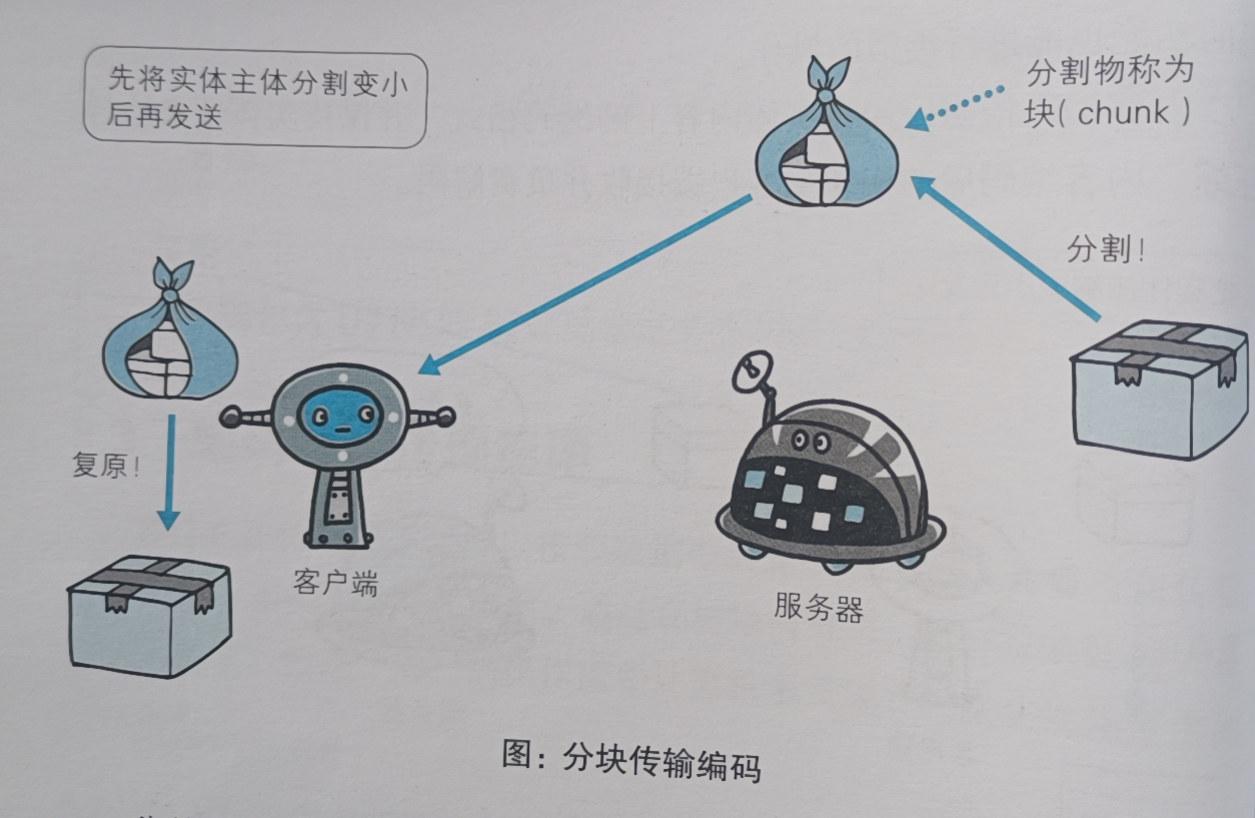 先将实体主体分割变小
后再发送
分割物称为
块( chunk )
分割!
复原!
客户端
服务器
图：分块传输编码